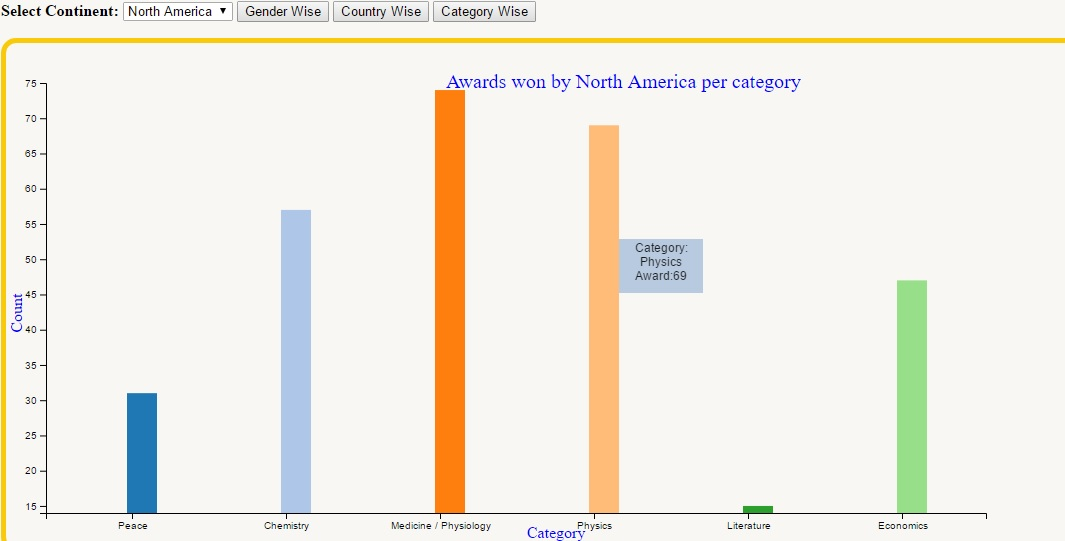 Select Continent: North America Gender Wise Country Wise Category Wise
Awards won by North America per category
75
70
65
60
55
50
45
40
35
30
25
20
15
Count
Category:
Physics
Award:69
Peace Chemistry Medicine / Physiology Physics Literature Economics
Category